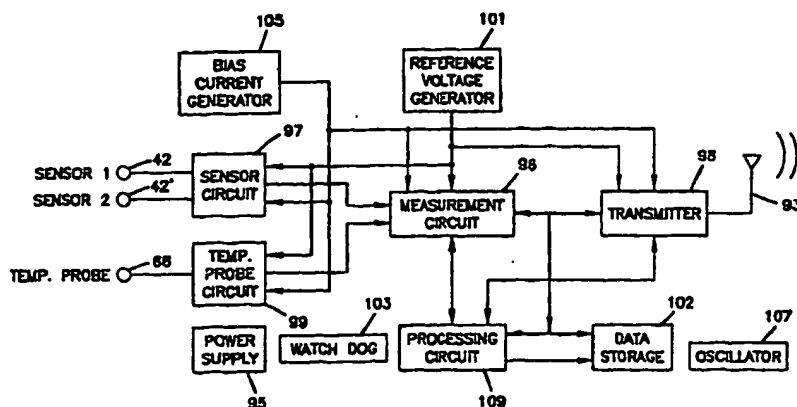 105
BIAS
CURRENT
GENERATOR
101
REFERENCE
VOLTAGE
GENERATOR
97
SENSOR 1
42
SENSOR 2
42'
SENSOR
CIRCUIT
96
MEASUREMENT
CIRCUIT
98
TRANSMITTER
93
TEMP. PROBE
66
TEMP.
PROBE
CIRCUIT
99
POWER
SUPPLY
95
103
WATCH DOG
PROCESSING
CIRCUIT
109
102
DATA
STORAGE
107
OSCILLATOR